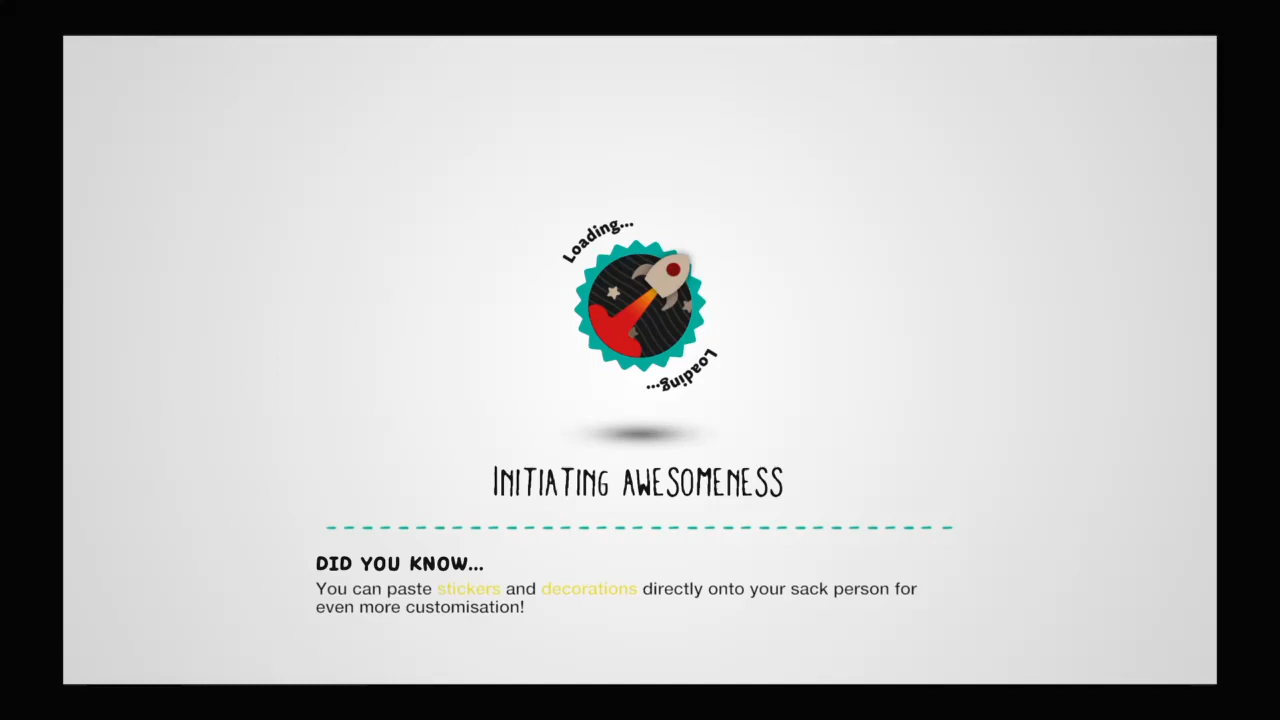 Loading...
Loading...
INITIATING AWESOMENESS
DID YOU KNOW...
You can paste stickers and decorations directly onto your sack person for
even more customisation!